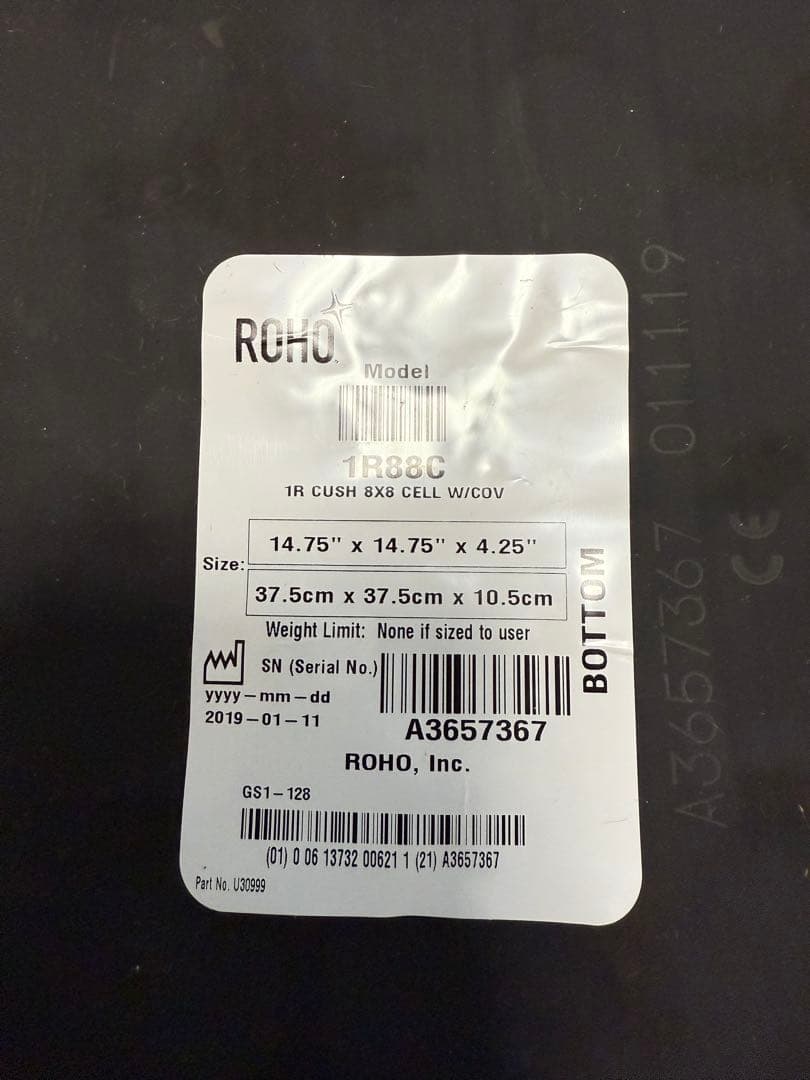 ROHO
Model
1R88C
1R CUSH 8X8 CELL W/COV
Size:
14.75" x 14.75" x 4.25"
37.5cm x 37.5cm x 10.5cm
Weight Limit: None if sized to user
SN (Serial No.)
yyyy-mm-dd
2019-01-11
A3657367
BOTTOM
ROHO, Inc.
GS1-128
(01) 0 06 13732 00621 1 (21) A3657367
Part No. U30999
A3657367 011119
CE